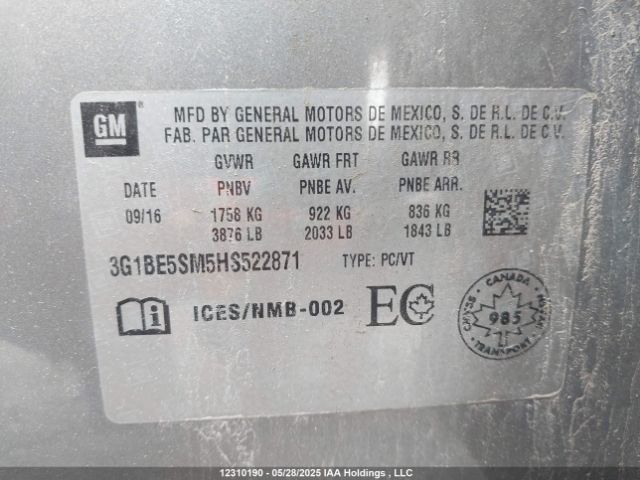 GM®
MFD BY GENERAL MOTORS DE MEXICO, S. DE R.L. DE C.V.
FAB. PAR GENERAL MOTORS DE MEXICO, S. DE R.L. DE C.V.
GVWR GAWR FRT GAWR RR
DATE PNBV PNBE AV. PNBE ARR.
09/16 1758 KG 922 KG 836 KG
3876 LB 2033 LB 1843 LB
3G1BE5SM5HS522871 TYPE: PC/VT
ICES/NMB-002 EC
CANADA
985
TRANSPORT
12310190 - 05/28/2025 IAA Holdings , LLC